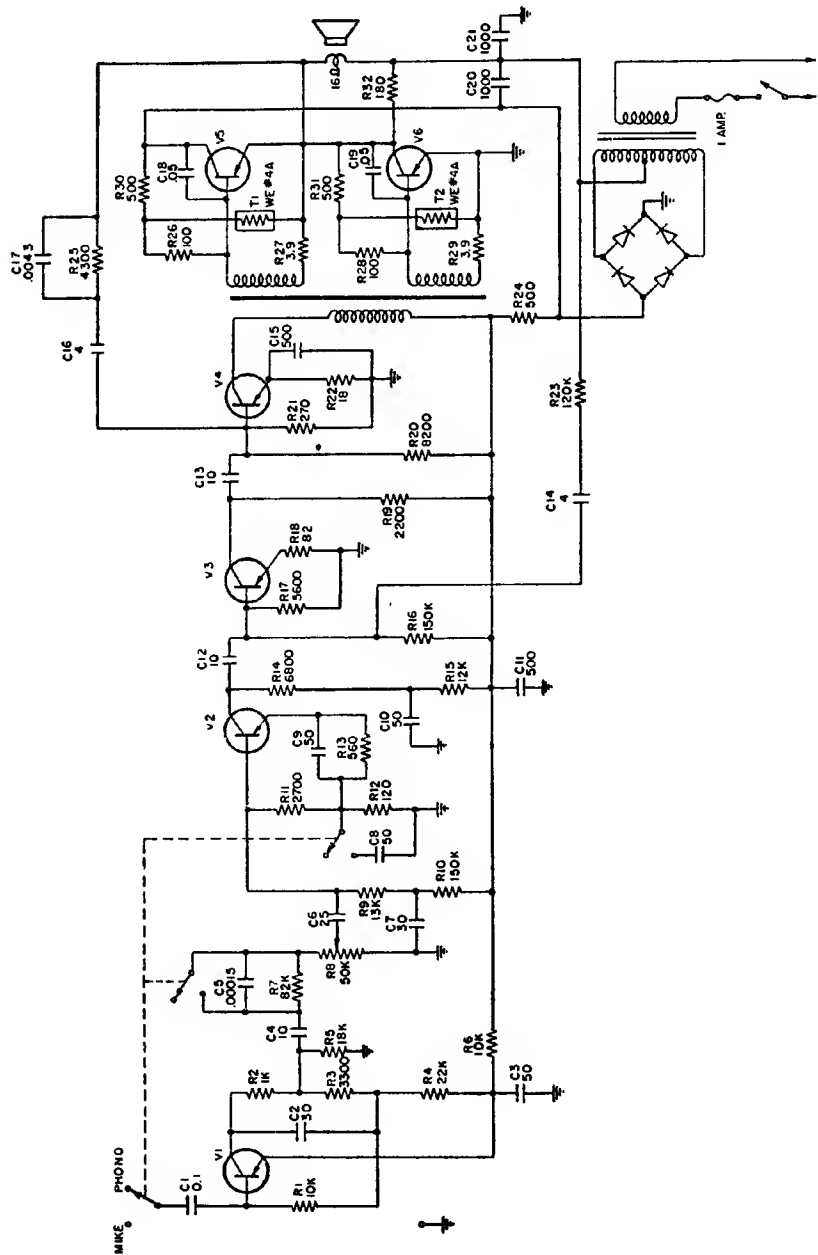 MIKE
PHONO
C1
0.1
R1
10K
V1
C2
30
R2
1K
R3
3300
R4
22K
C3
50
R5
18K
R6
10K
C4
10
C5
.00015
R7
82K
R8
50K
C6
25
R9
13K
C7
30
R10
150K
R11
2700
R12
120
C8
50
V2
C9
50
R13
560
C10
50
R14
6800
R15
12K
C11
500
C12
10
R16
150K
R17
5600
V3
R18
82
R19
2200
C13
10
R20
8200
R21
270
R22
18
V4
C15
500
C14
4
R23
120K
R24
500
C16
4
C17
.0043
R25
4300
R26
100
R30
500
C18
.05
V5
T1
WE#4A
R27
3.9
R28
100
R31
500
C19
.05
V6
T2
WE#4A
R29
3.9
R32
180
16Ω
C20
1000
C21
1000
1 AMP.